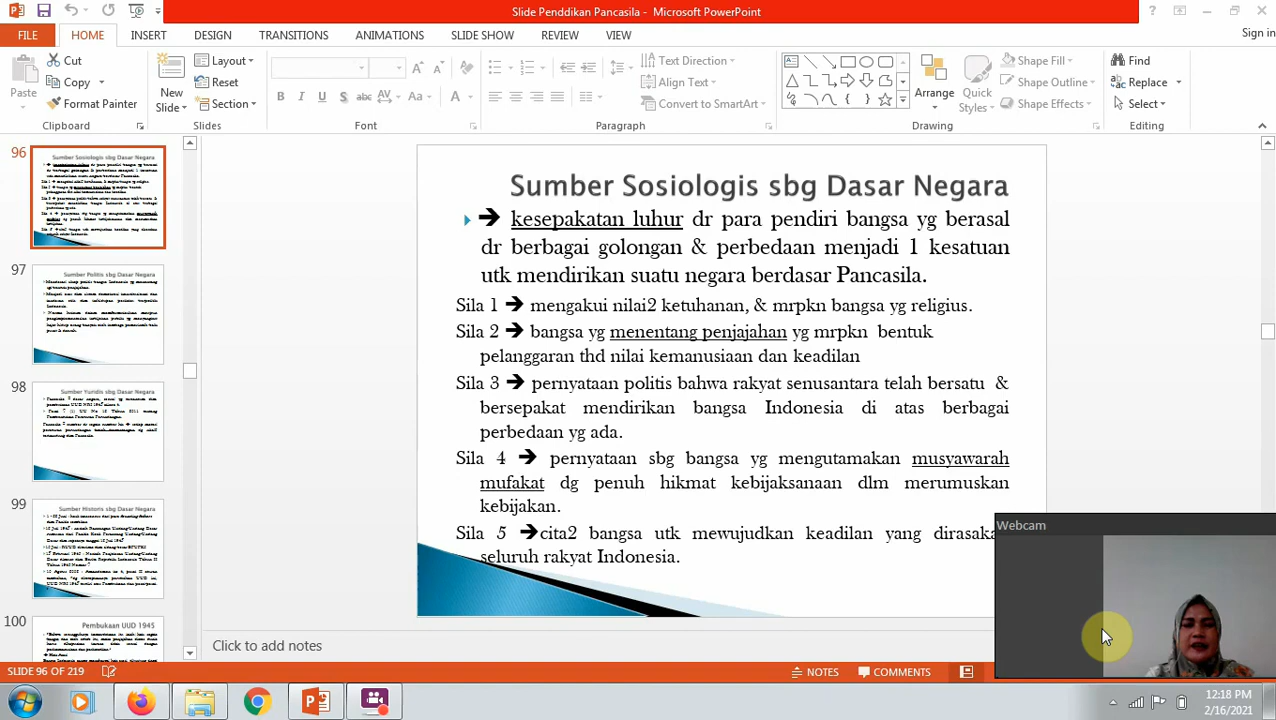 Slide Penddikan Pancasila - Microsoft PowerPoint
Sign in
FILE HOME INSERT DESIGN TRANSITIONS ANIMATIONS SLIDE SHOW REVIEW VIEW
Paste
Cut
Copy
Format Painter
Clipboard
New Slide
Layout
Reset
Section
Slides
Font
Text Direction
Align Text
Convert to SmartArt
Paragraph
Arrange
Quick Styles
Shape Fill
Shape Outline
Shape Effects
Drawing
Find
Replace
Select
Editing
96
Sumber Sosiologis sbg Dasar Negara
97
Sumber Politis sbg Dasar Negara
98
Sumber Yuridis sbg Dasar Negara
99
Sumber Historis sbg Dasar Negara
100
Pembukaan UUD 1945
Sumber Sosiologis sbg Dasar Negara
➔ kesepakatan luhur dr para pendiri bangsa yg berasal
dr berbagai golongan & perbedaan menjadi 1 kesatuan
utk mendirikan suatu negara berdasar Pancasila.
Sila 1 ➔ mengakui nilai2 ketuhanan, yg mrpkn bangsa yg religius.
Sila 2 ➔ bangsa yg menentang penjajahan yg mrpkn bentuk
pelanggaran thd nilai kemanusiaan dan keadilan
Sila 3 ➔ pernyataan politis bahwa rakyat Nusantara telah bersatu &
bersepakat mendirikan bangsa Indonesia di atas berbagai
perbedaan yg ada.
Sila 4 ➔ pernyataan sbg bangsa yg mengutamakan musyawarah
mufakat dg penuh hikmat kebijaksanaan dlm merumuskan
kebijakan.
Sila 5 ➔cita2 bangsa utk mewujudkan keadilan yang
seluruh rakyat Indonesia.
Webcam
Click to add notes
SLIDE 96 OF 219
NOTES
COMMENTS
12:18 PM
2/16/2021